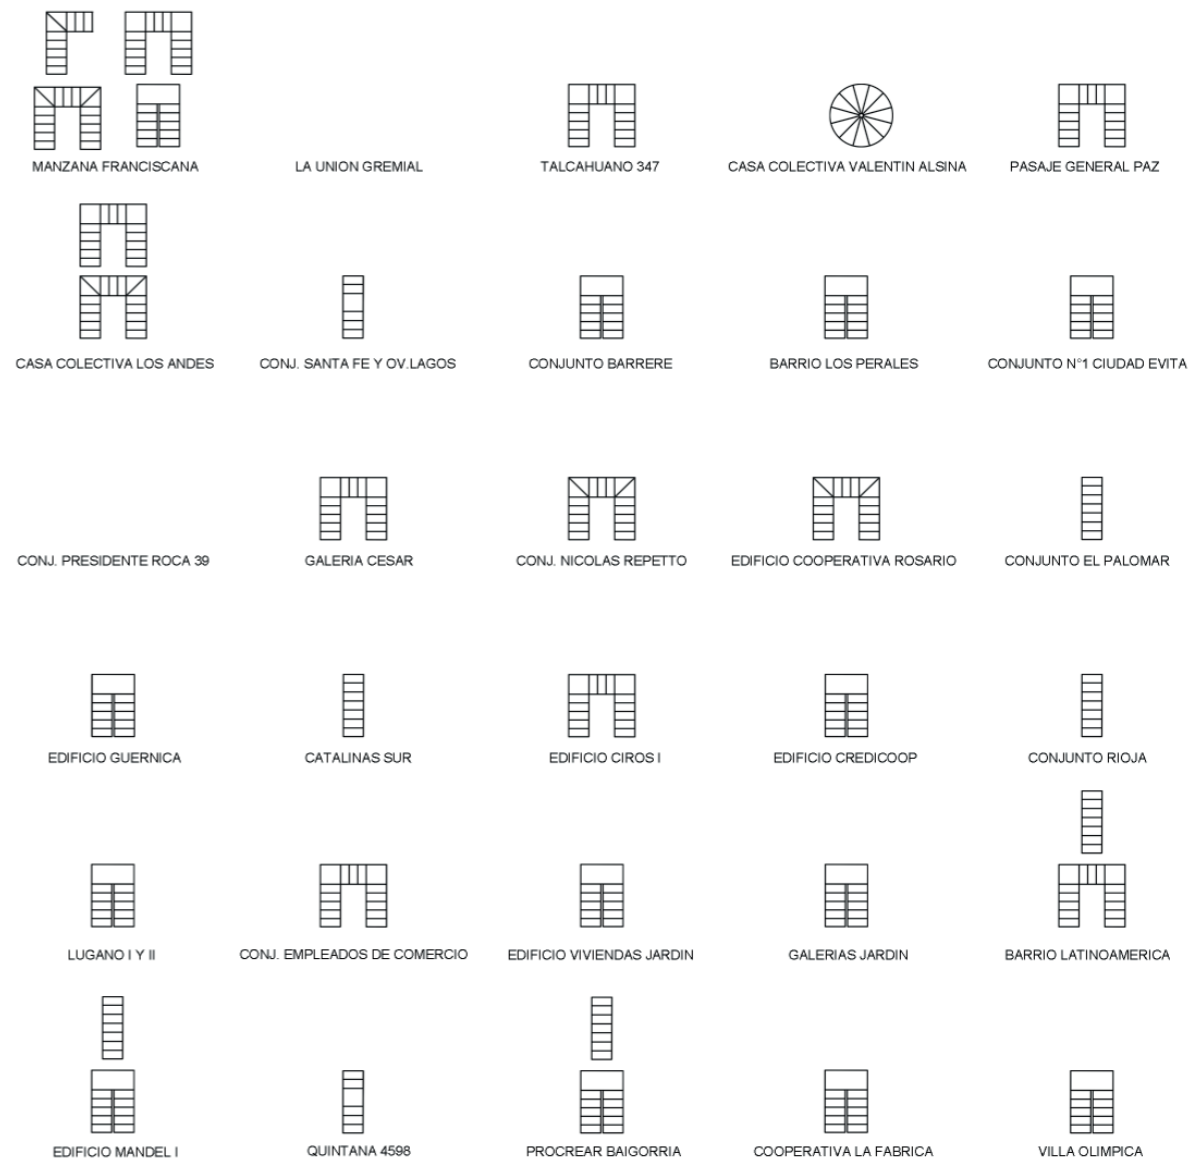 MANZANA FRANCISCANA
LA UNION GREMIAL
TALCAHUANO 347
CASA COLECTIVA VALENTIN ALSINA
PASAJE GENERAL PAZ
CASA COLECTIVA LOS ANDES
CONJ. SANTA FE Y OV.LAGOS
CONJUNTO BARRERE
BARRIO LOS PERALES
CONJUNTO N°1 CIUDAD EVITA
CONJ. PRESIDENTE ROCA 39
GALERIA CESAR
CONJ. NICOLAS REPETTO
EDIFICIO COOPERATIVA ROSARIO
CONJUNTO EL PALOMAR
EDIFICIO GUERNICA
CATALINAS SUR
EDIFICIO CIROS I
EDIFICIO CREDICOOP
CONJUNTO RIOJA
LUGANO I Y II
CONJ. EMPLEADOS DE COMERCIO
EDIFICIO VIVIENDAS JARDIN
GALERIAS JARDIN
BARRIO LATINOAMERICA
EDIFICIO MANDEL I
QUINTANA 4598
PROCREAR BAIGORRIA
COOPERATIVA LA FABRICA
VILLA OLIMPICA